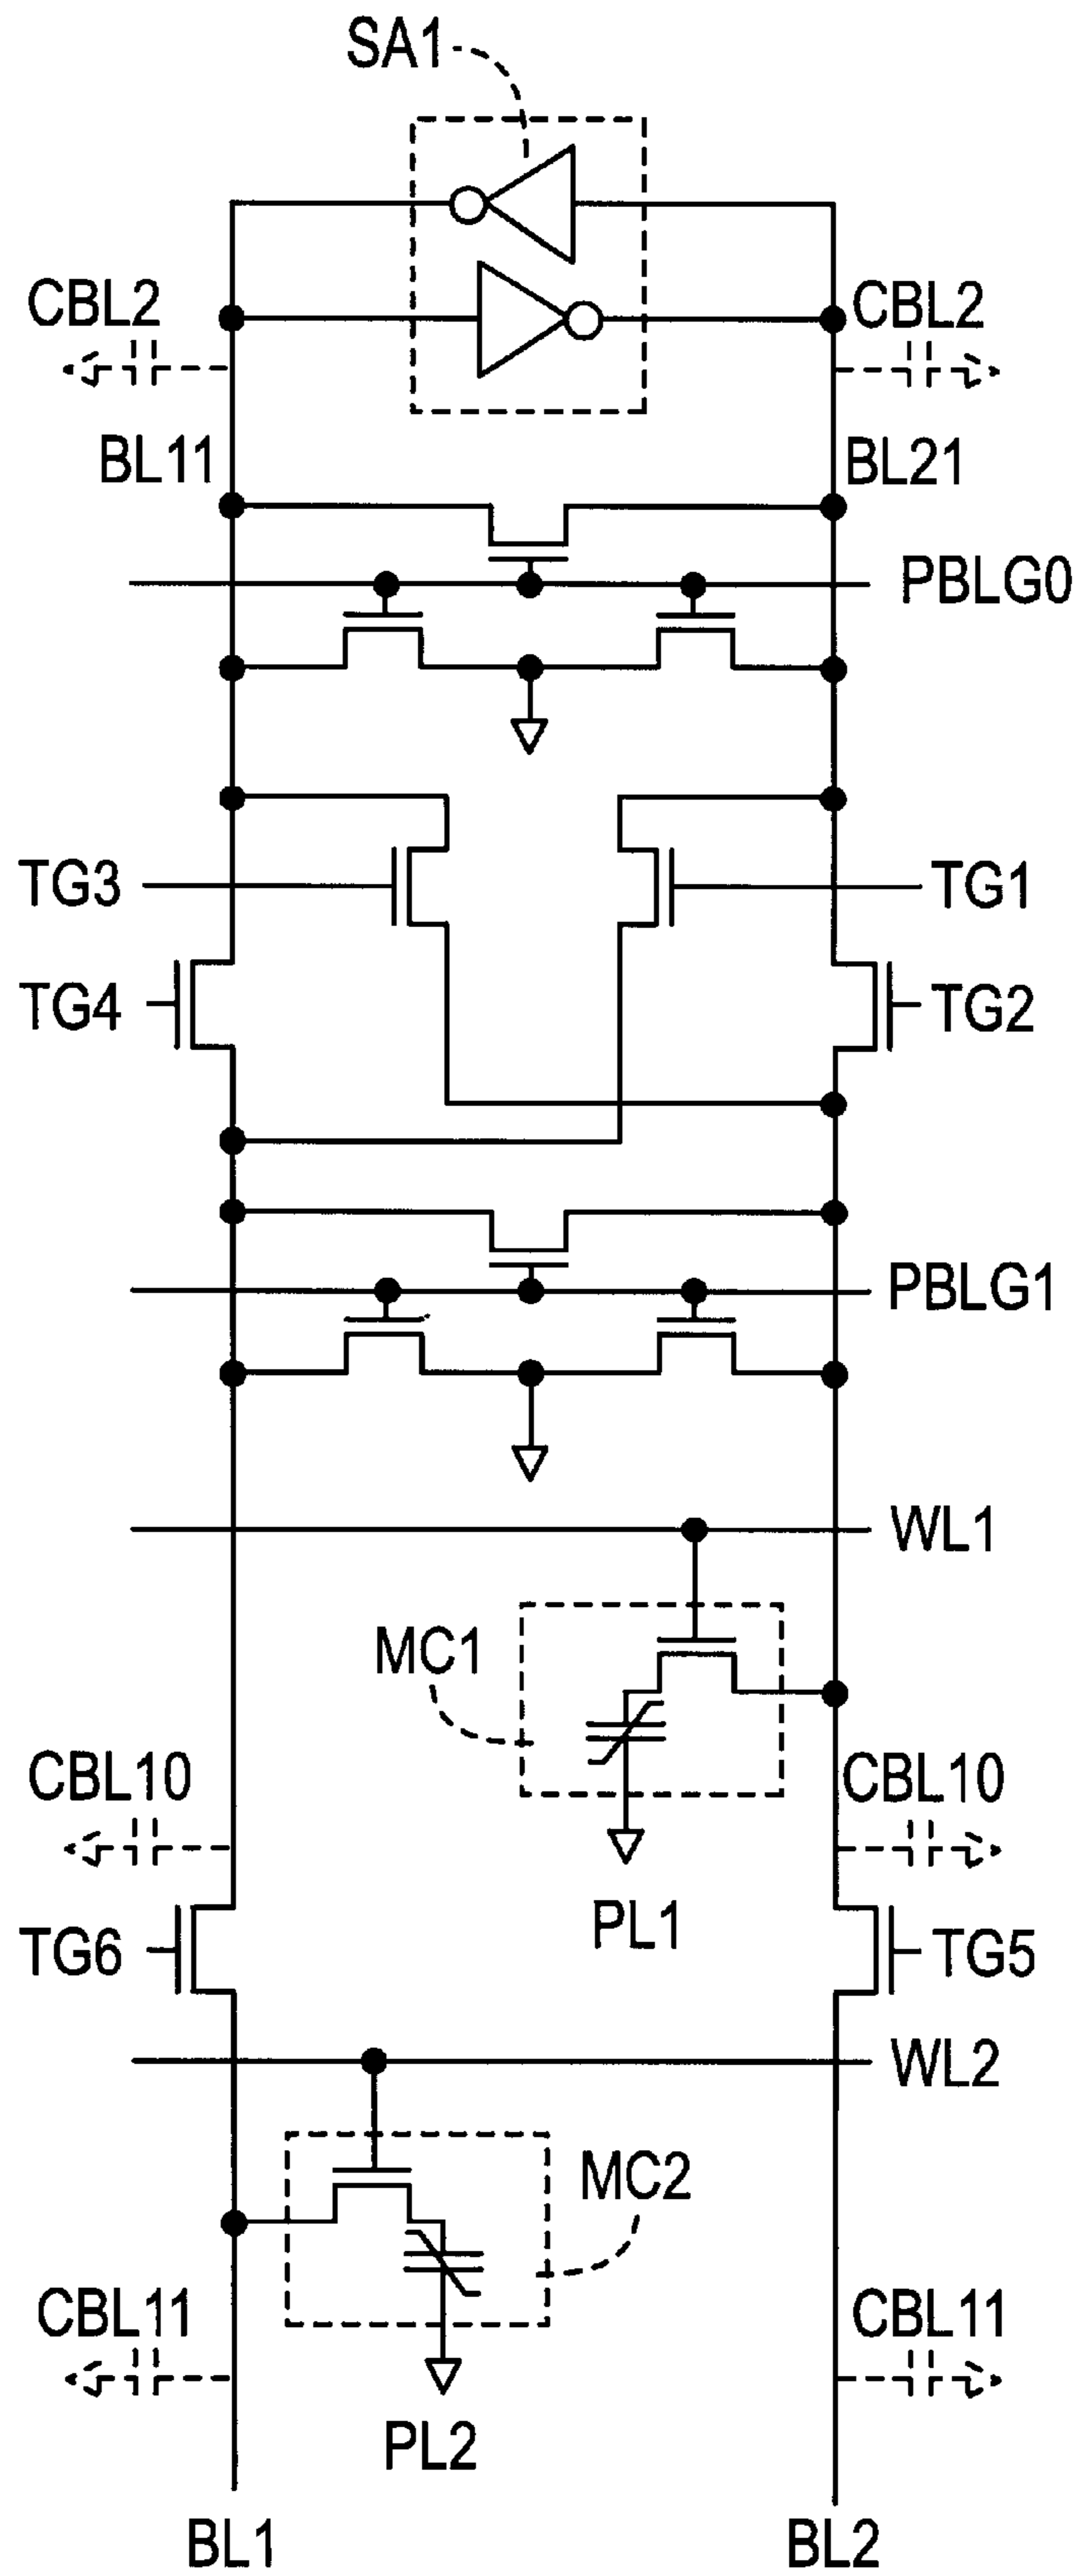 SA1
CBL2
CBL2
BL11
BL21
PBLG0
TG3
TG1
TG4
TG2
PBLG1
WL1
MC1
CBL10
CBL10
PL1
TG6
TG5
WL2
MC2
CBL11
CBL11
PL2
BL1
BL2